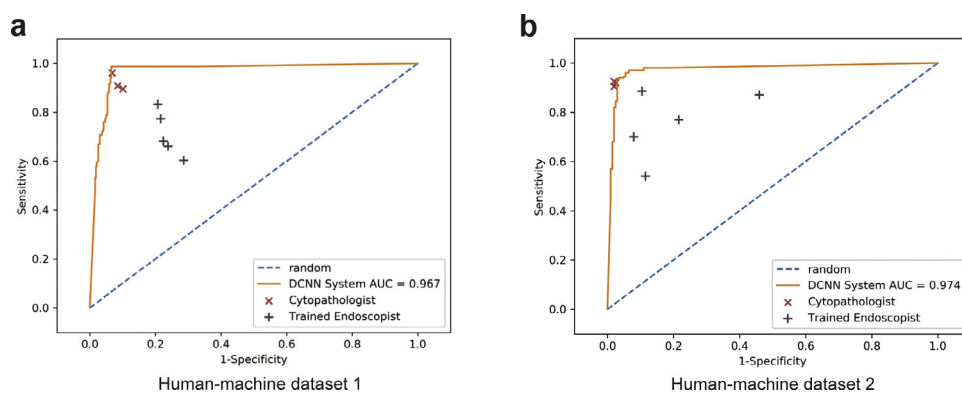 a
1.0
0.8
0.6
0.4
0.2
0.0
Sensitivity
random
DCNN System AUC = 0.967
Cytopathologist
Trained Endoscopist
0.0 0.2 0.4 0.6 0.8 1.0
1-Specificity
Human-machine dataset 1
b
1.0
0.8
0.6
0.4
0.2
0.0
Sensitivity
random
DCNN System AUC = 0.974
Cytopathologist
Trained Endoscopist
0.0 0.2 0.4 0.6 0.8 1.0
1-Specificity
Human-machine dataset 2